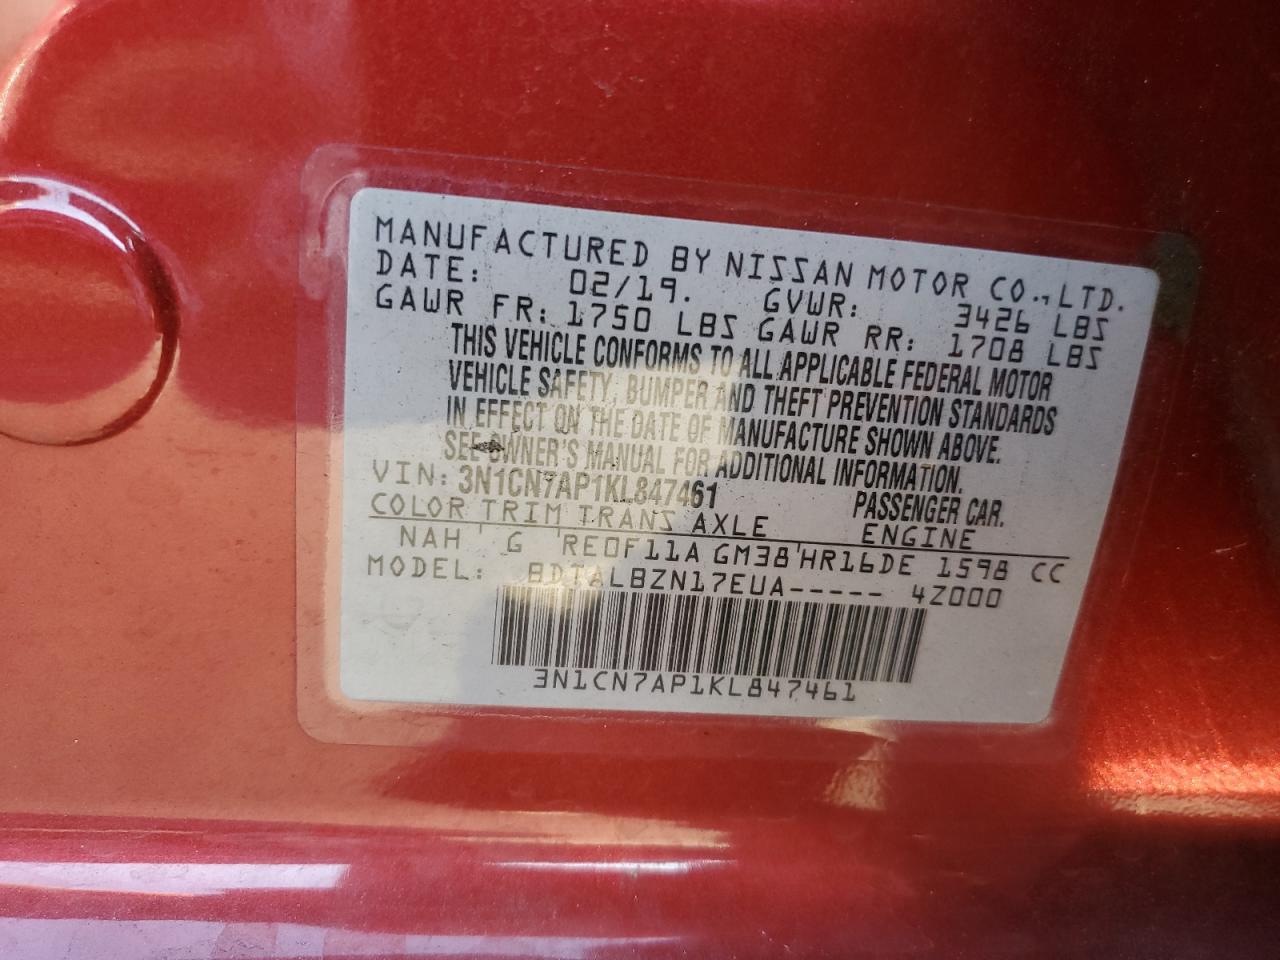 MANUFACTURED BY NISSAN MOTOR CO.,LTD.
DATE: 02/19. GVWR: 3426 LBS
GAWR FR: 1750 LBS GAWR RR: 1708 LBS
THIS VEHICLE CONFORMS TO ALL APPLICABLE FEDERAL MOTOR
VEHICLE SAFETY, BUMPER AND THEFT PREVENTION STANDARDS
IN EFFECT ON THE DATE OF MANUFACTURE SHOWN ABOVE.
SEE OWNER'S MANUAL FOR ADDITIONAL INFORMATION.
VIN: 3N1CN7AP1KL847461 PASSENGER CAR.
COLOR TRIM TRANS AXLE ENGINE
NAH ' G 'RE0F11A GM38'HR16DE 1598 CC
MODEL: BDTALBZN17EUA----- 4Z000
3N1CN7AP1KL847461